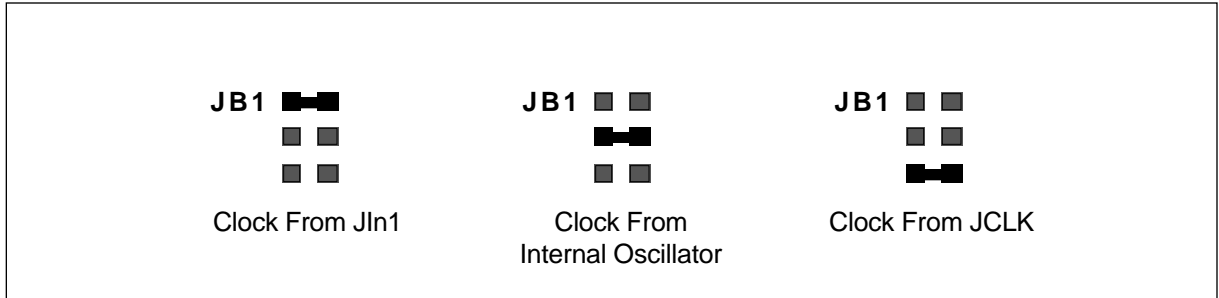 JB1
JB1
JB1
Clock From JIn1
Clock From
Internal Oscillator
Clock From JCLK